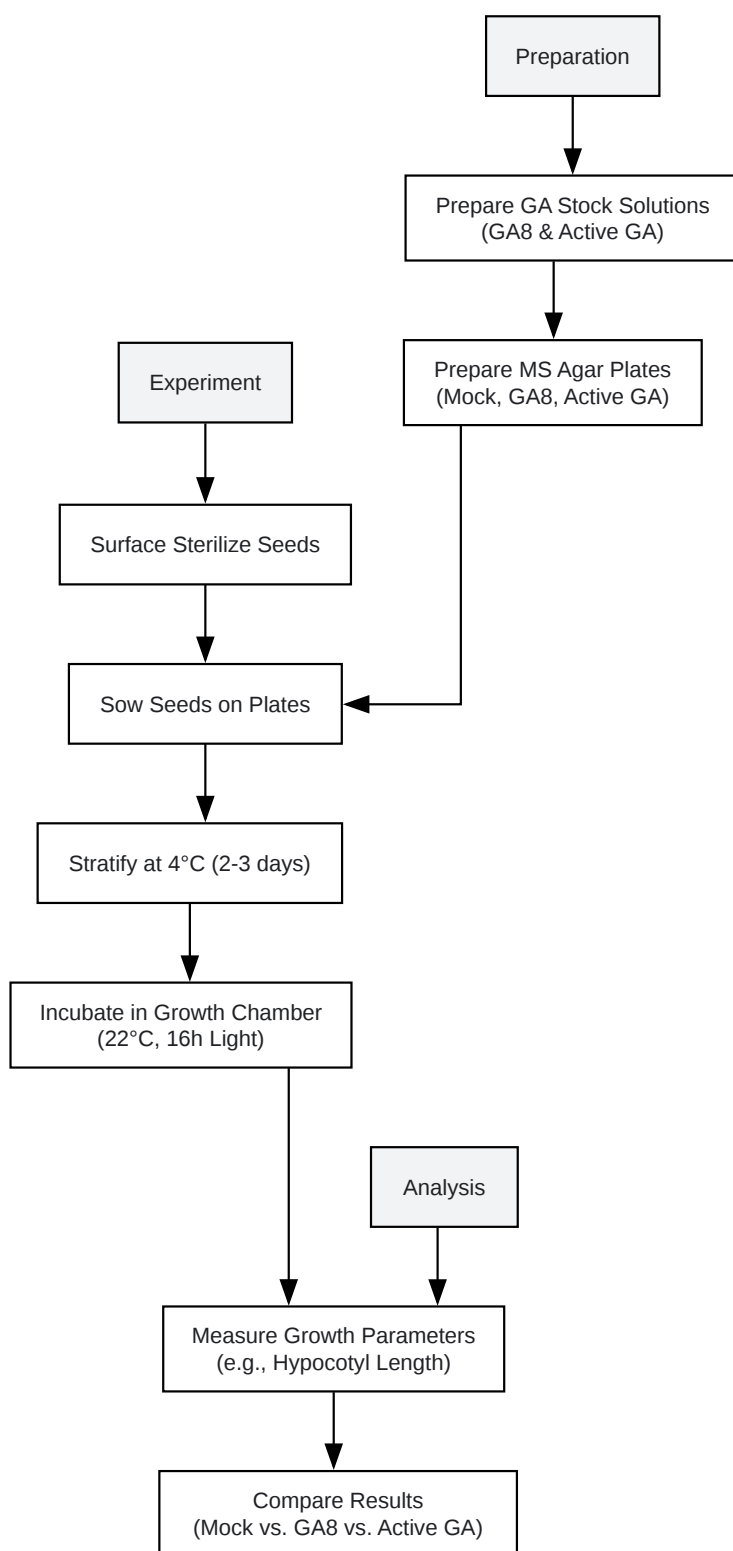 Preparation
Prepare GA Stock Solutions
(GA8 & Active GA)
Prepare MS Agar Plates
(Mock, GA8, Active GA)
Experiment
Surface Sterilize Seeds
Sow Seeds on Plates
Stratify at 4°C (2-3 days)
Incubate in Growth Chamber
(22°C, 16h Light)
Analysis
Measure Growth Parameters
(e.g., Hypocotyl Length)
Compare Results
(Mock vs. GA8 vs. Active GA)